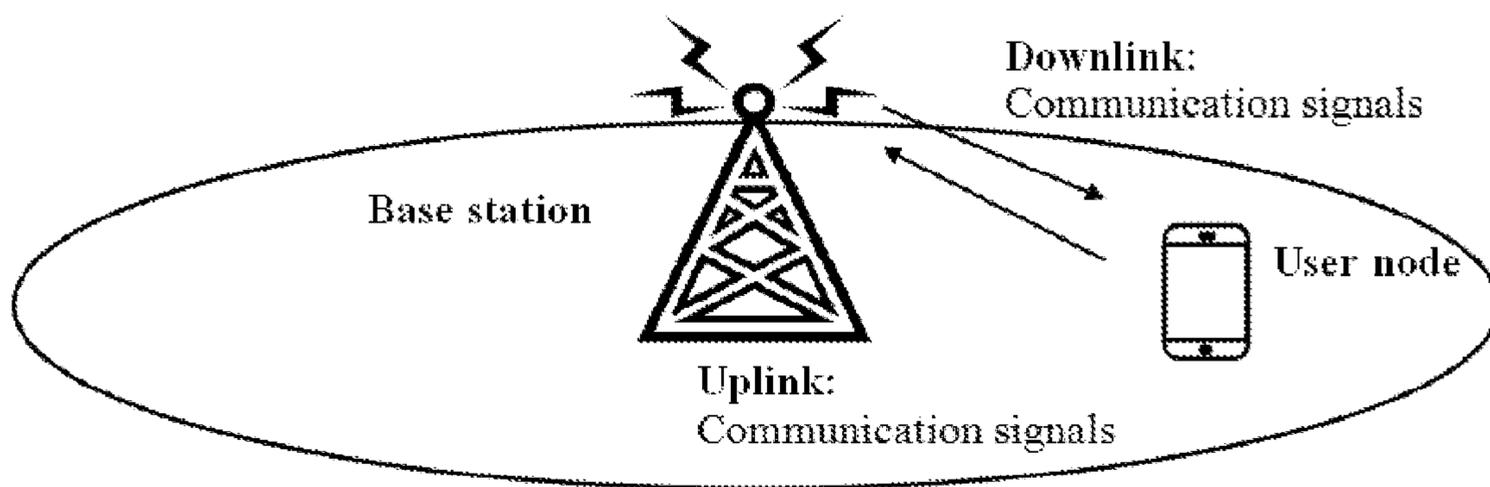 Downlink:
Communication signals
Base station
User node
Uplink:
Communication signals